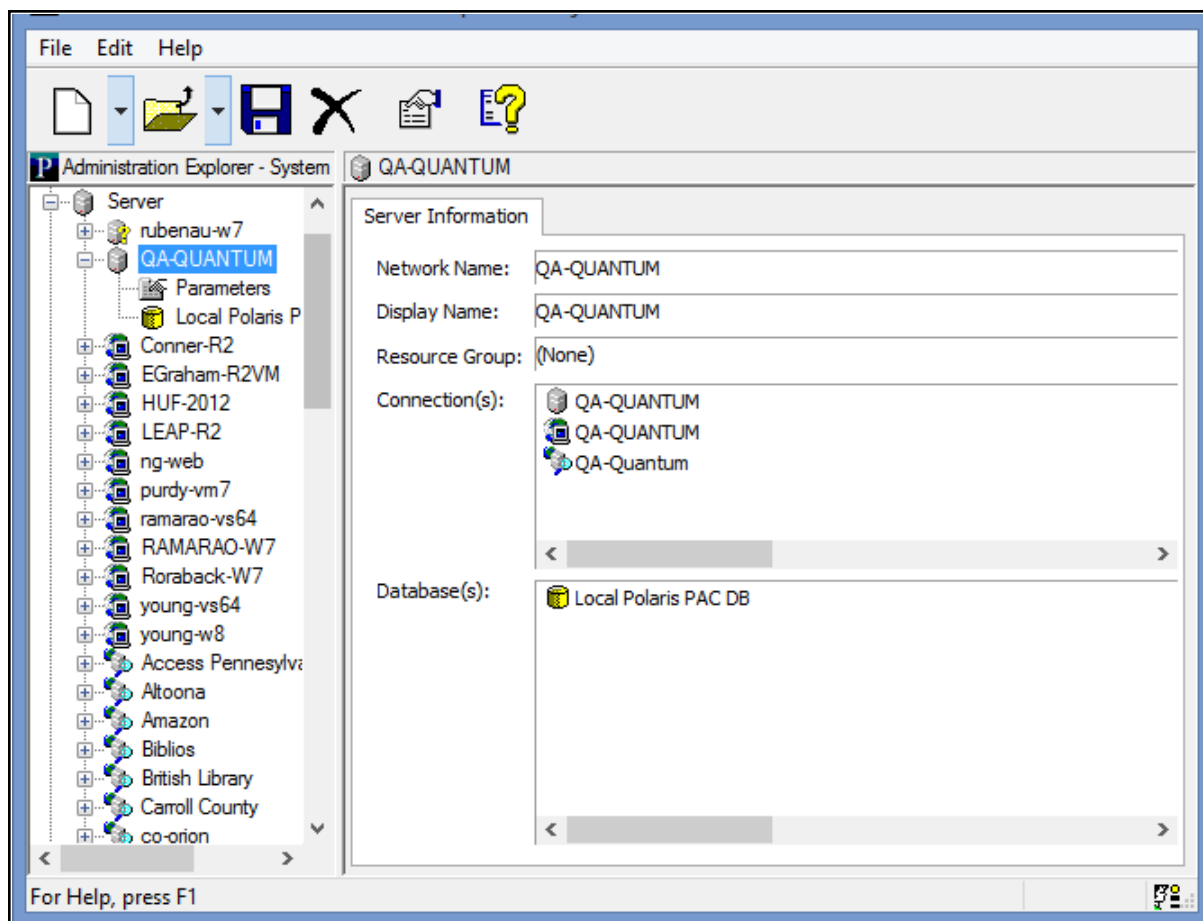 File Edit Help
Administration Explorer - System
QA-QUANTUM
Server
rubenau-w7
QA-QUANTUM
Parameters
Local Polaris P
Conner-R2
EGraham-R2VM
HUF-2012
LEAP-R2
ng-web
purdy-vm7
ramarao-vs64
RAMARAO-W7
Roraback-W7
young-vs64
young-w8
Access Pennesylva
Altoona
Amazon
Biblios
British Library
Carroll County
co-orion
Server Information
Network Name: QA-QUANTUM
Display Name: QA-QUANTUM
Resource Group: (None)
Connection(s): QA-QUANTUM
QA-QUANTUM
QA-Quantum
Database(s): Local Polaris PAC DB
For Help, press F1